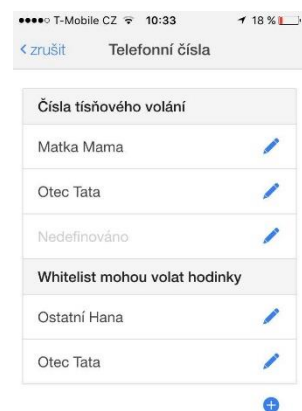 T-Mobile CZ 10:33 18 %
zrušit Telefonní čísla
Čísla tísňového volání
Matka Mama
Otec Tata
Nedefinováno
Whitelist mohou volat hodinky
Ostatní Hana
Otec Tata